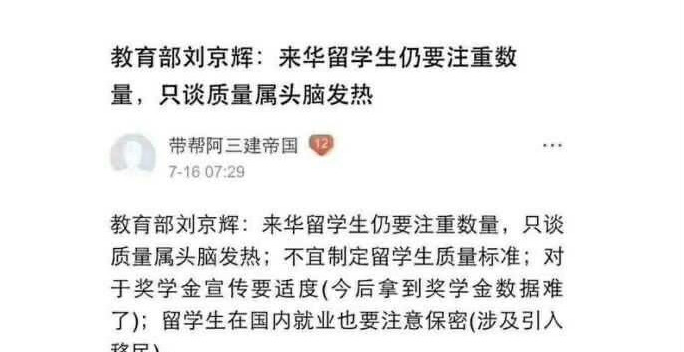 教育部刘京辉：来华留学生仍要注重数
量，只谈质量属头脑发热
带帮阿三建帝国 12
7-16 07:29
教育部刘京辉：来华留学生仍要注重数量，只谈
质量属头脑发热；不宜制定留学生质量标准；对
于奖学金宣传要适度(今后拿到奖学金数据难
了)；留学生在国内就业也要注意保密(涉及引入
移民)